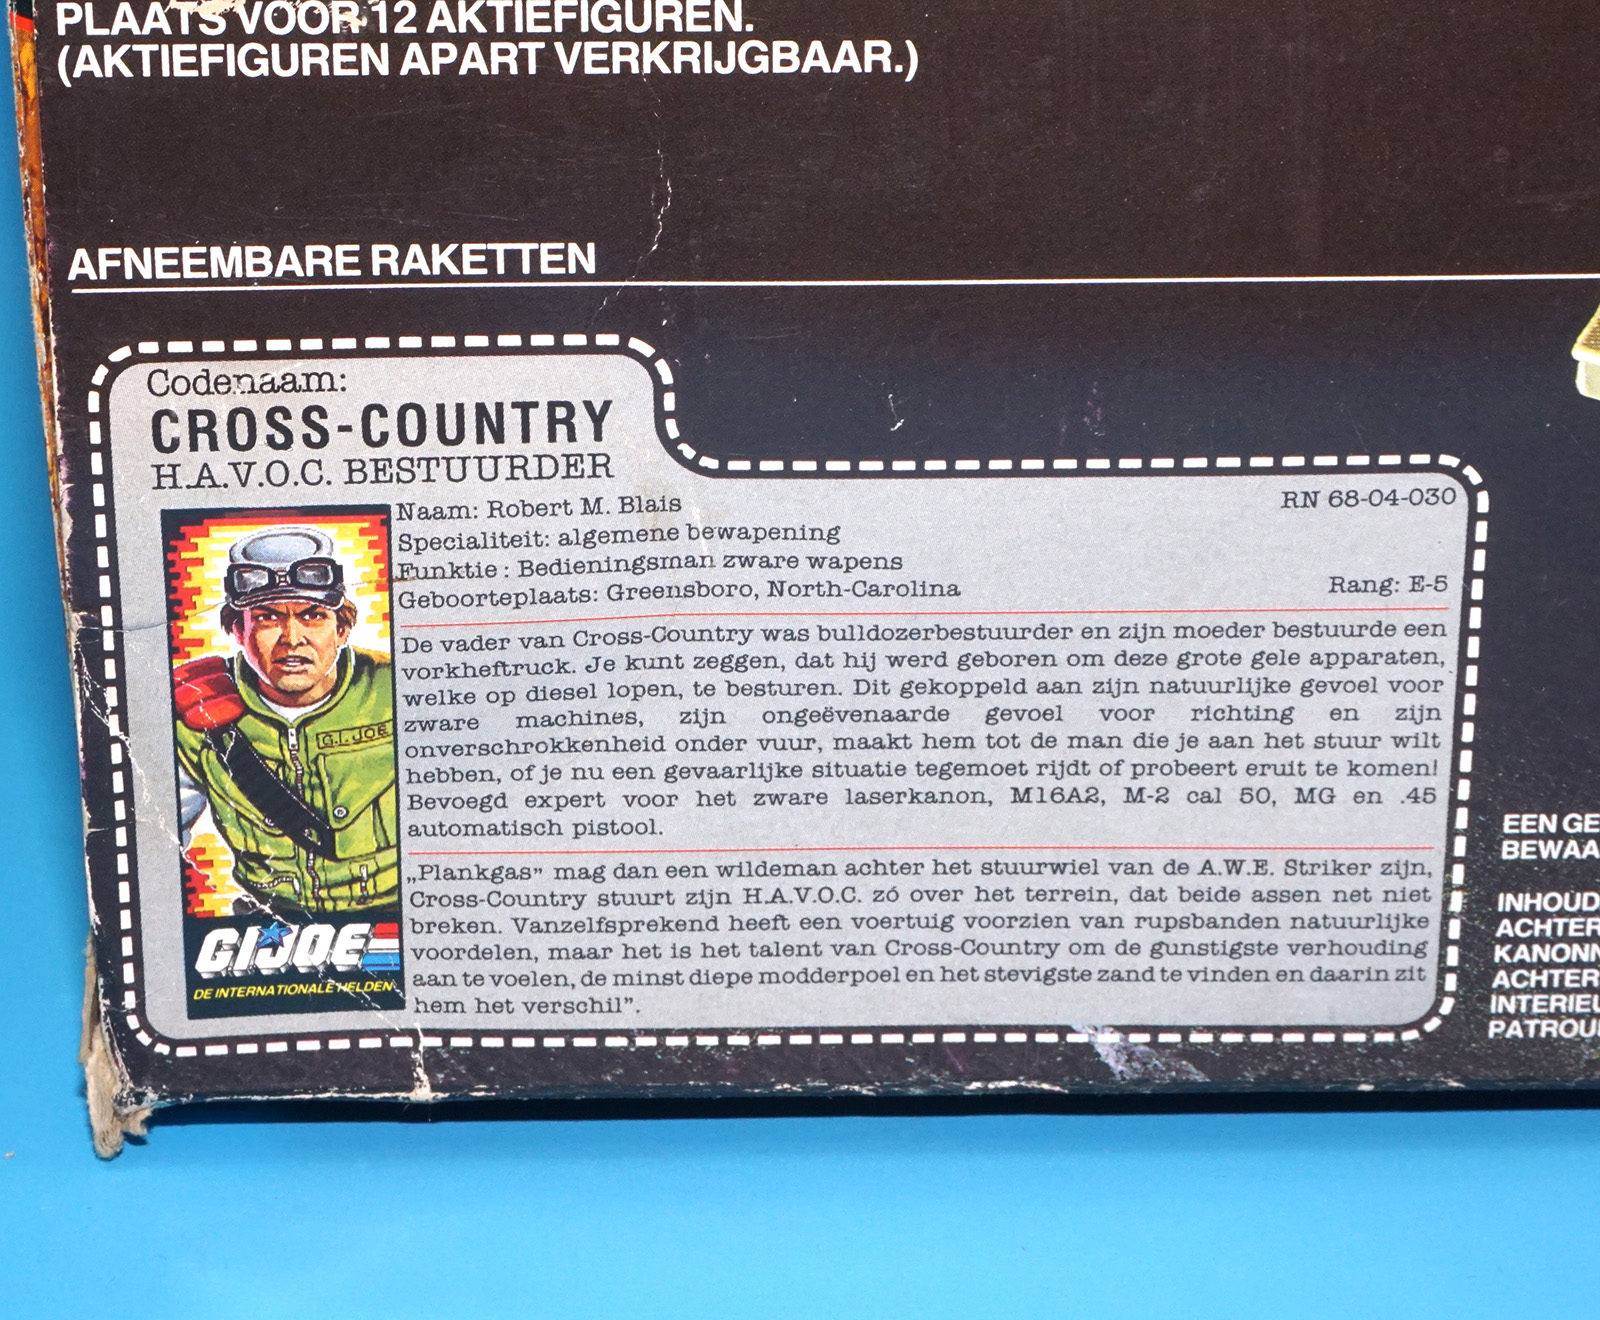 PLAATS VOOR 12 AKTIEFIGUREN.
(AKTIEFIGUREN APART VERKRIJGBAAR.)
AFNEEMBARE RAKETTEN
Codenaam:
CROSS-COUNTRY
H.A.V.O.C. BESTUURDER
Naam: Robert M. Blais
RN 68-04-030
Specialiteit: algemene bewapening
Funktie : Bedieningsman zware wapens
Geboorteplaats: Greensboro, North-Carolina
Rang: E-5
De vader van Cross-Country was bulldozerbestuurder en zijn moeder bestuurde een
vorkheftruck. Je kunt zeggen, dat hij werd geboren om deze grote gele apparaten,
welke op diesel lopen, te besturen. Dit gekoppeld aan zijn natuurlijke gevoel voor
zware machines, zijn ongeëvenaarde gevoel voor richting en zijn
onverschrokkenheid onder vuur, maakt hem tot de man die je aan het stuur wilt
hebben, of je nu een gevaarlijke situatie tegemoet rijdt of probeert eruit te komen!
Bevoegd expert voor het zware laserkanon, M16A2, M-2 cal 50, MG en .45
automatisch pistool.
„Plankgas” mag dan een wildeman achter het stuurwiel van de A.W.E. Striker zijn,
Cross-Country stuurt zijn H.A.V.O.C. zó over het terrein, dat beide assen net niet
breken. Vanzelfsprekend heeft een voertuig voorzien van rupsbanden natuurlijke
voordelen, maar het is het talent van Cross-Country om de gunstigste verhouding
aan te voelen, de minst diepe modderpoel en het stevigste zand te vinden en daarin zit
hem het verschil”.
G.I. JOE
GI JOE
DE INTERNATIONALE HELDEN
EEN GE
BEWAA
INHOUD
ACHTER
KANONN
ACHTER
INTERIEU
PATROU